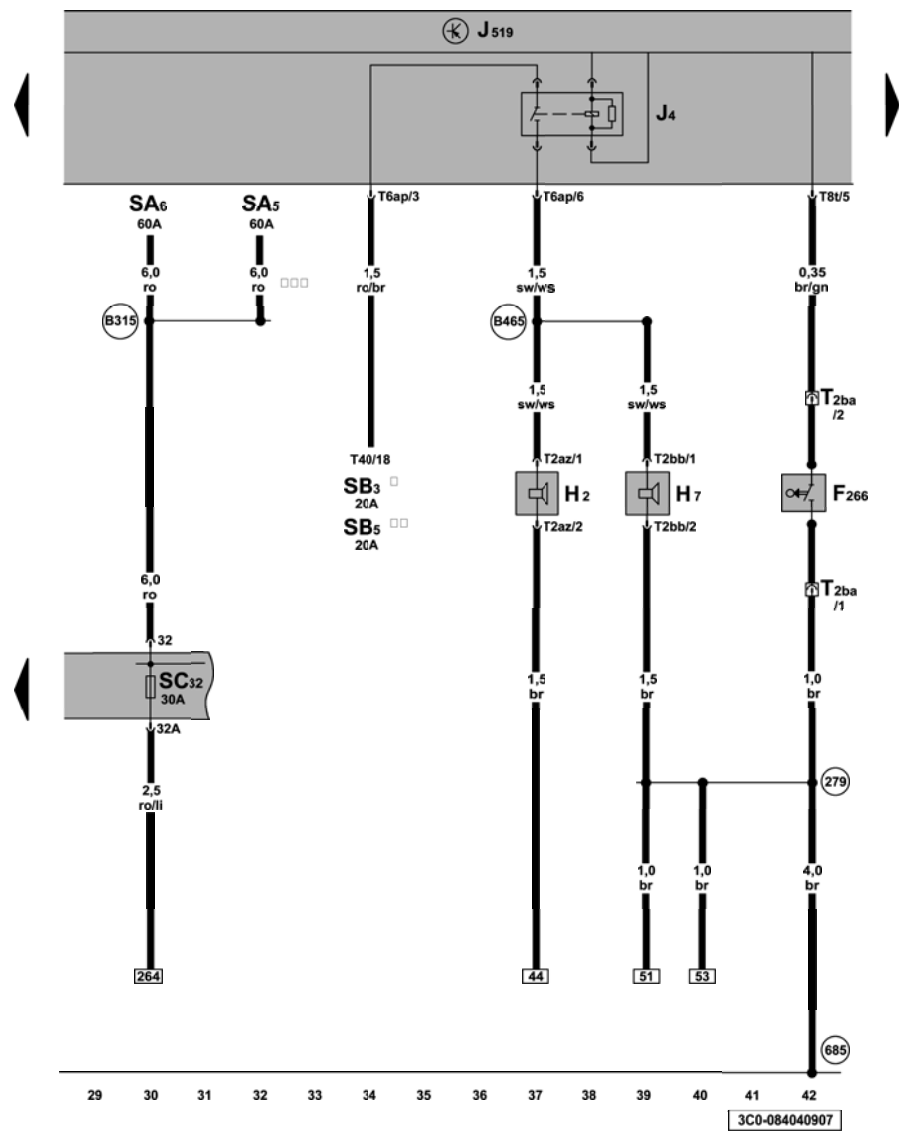 J519
J4
SA6
60A
SA5
60A
T6ap/3
T6ap/6
T8t/5
6,0
ro
6,0
ro
□□□
1,5
ro/br
1,5
sw/ws
0,35
br/gn
B315
B465
1,5
sw/ws
1,5
sw/ws
T2ba
/2
T40/18
SB3 □
20A
SB5 □□
20A
T2az/1
T2bb/1
H2
H7
F266
T2az/2
T2bb/2
6,0
ro
T2ba
/1
32
SC32
30A
32A
1,5
br
1,5
br
1,0
br
2,5
ro/li
279
1,0
br
1,0
br
4,0
br
264
44
51
53
685
29 30 31 32 33 34 35 36 37 38 39 40 41 42
3C0-084040907